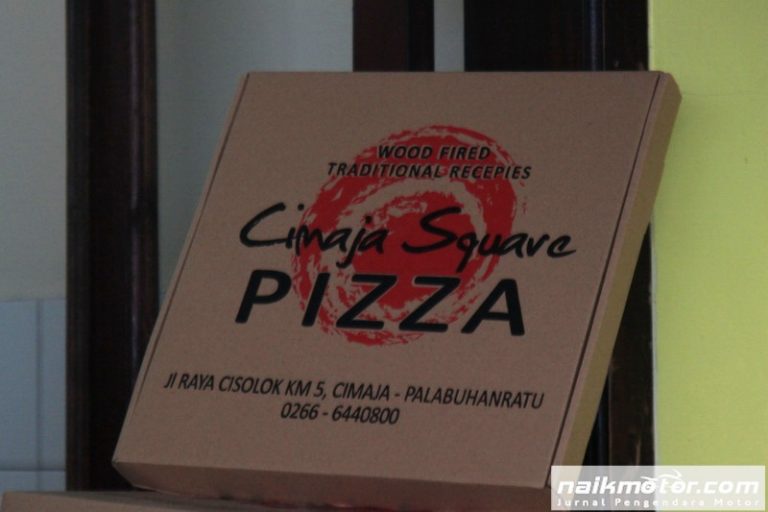 WOOD FIRED
TRADITIONAL RECEPIES
Cimaja Square
PIZZA
Jl RAYA CISOLOK KM 5, CIMAJA - PALABUHANRATU
0266 - 6440800
naikmotor.com
Jurnal Pengendara Motor